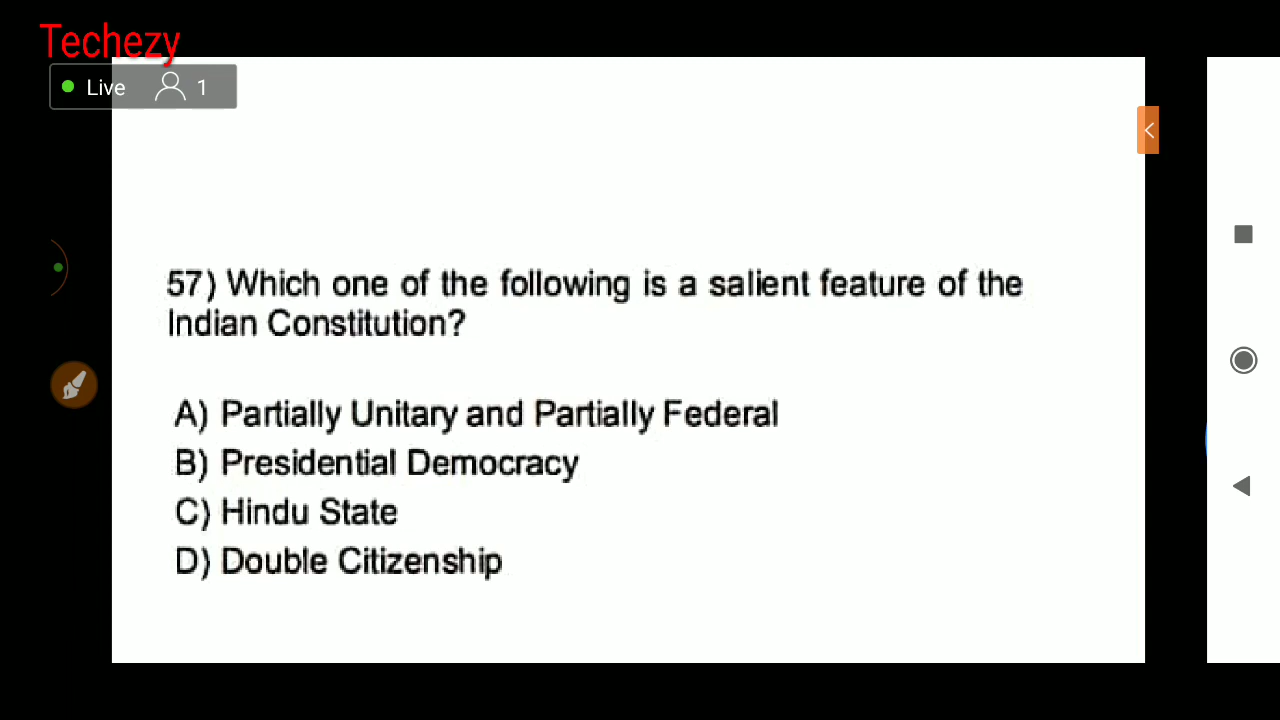 Techezy
Live 1
57) Which one of the following is a salient feature of the
Indian Constitution?
A) Partially Unitary and Partially Federal
B) Presidential Democracy
C) Hindu State
D) Double Citizenship